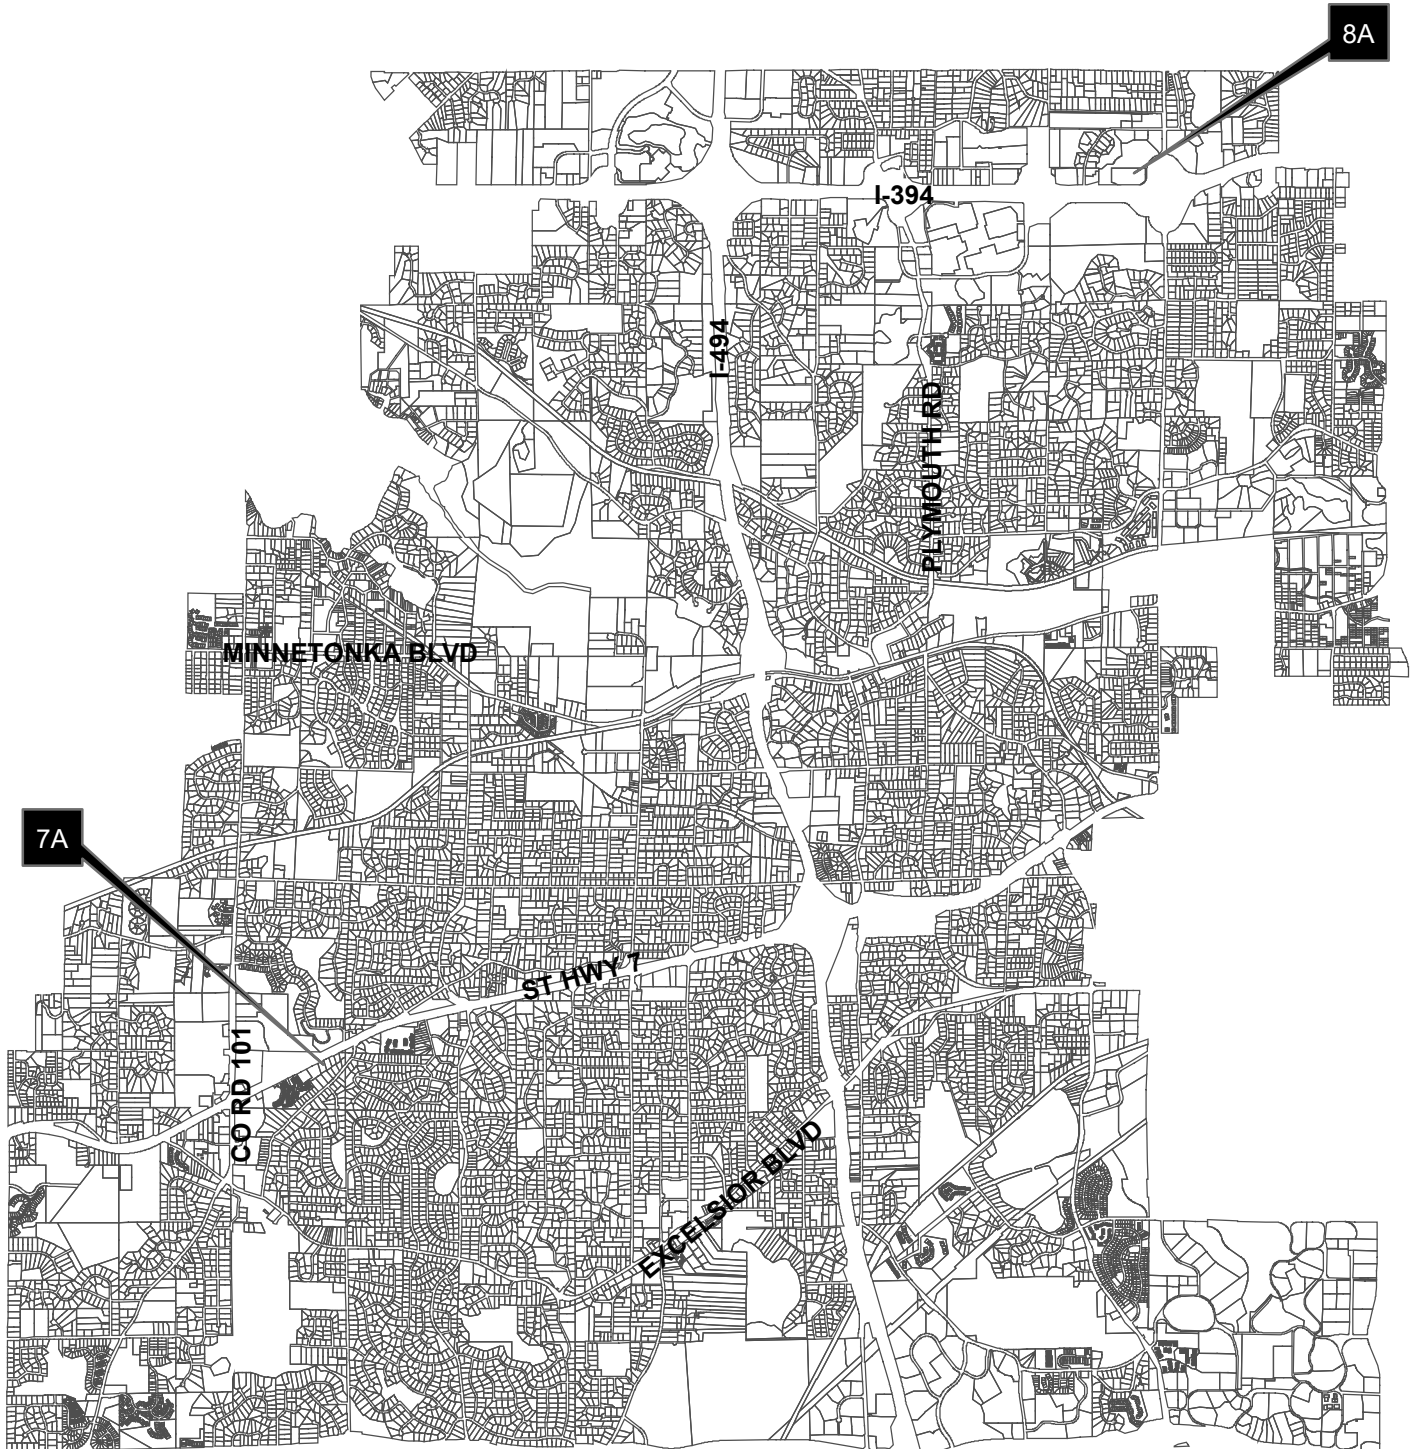 8A
I-394
I-494
PLYMOUTH RD
MINNETONKA BLVD
7A
ST HWY 7
CO RD 101
EXCELSIOR BLVD